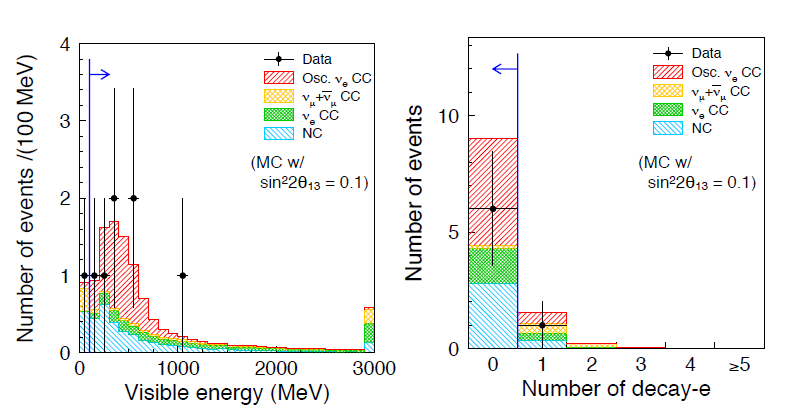 4
3
2
1
0
Number of events /(100 MeV)
Data
Osc. νe CC
νμ+ν̅μ CC
νe CC
NC
(MC w/
sin²2θ13 = 0.1)
0 1000 2000 3000
Visible energy (MeV)
10
5
0
Number of events
Data
Osc. νe CC
νμ+ν̅μ CC
νe CC
NC
(MC w/
sin²2θ13 = 0.1)
0 1 2 3 4 ≥5
Number of decay-e